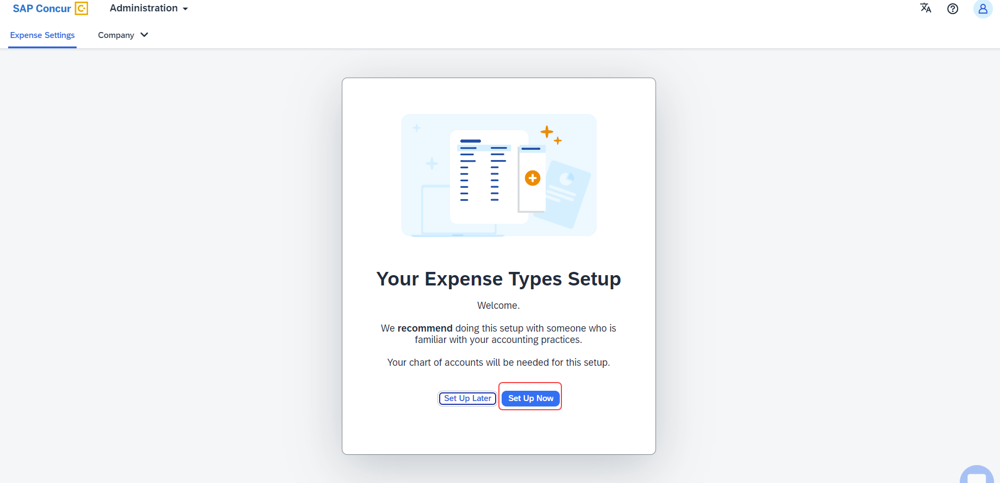 SAP Concur C
Administration
Expense Settings
Company
Your Expense Types Setup
Welcome.
We recommend doing this setup with someone who is
familiar with your accounting practices.
Your chart of accounts will be needed for this setup.
Set Up Later
Set Up Now